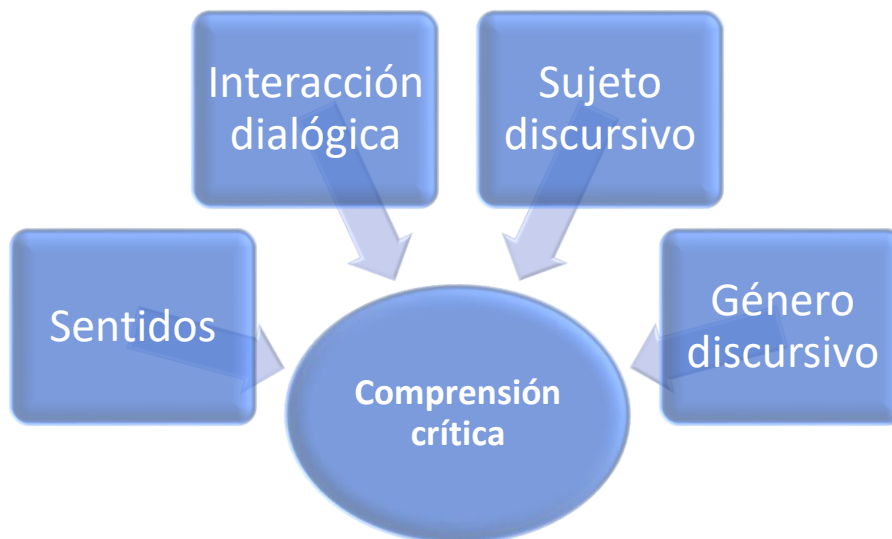 Interacción
dialógica
Sujeto
discursivo
Sentidos
Género
discursivo
Comprensión
crítica